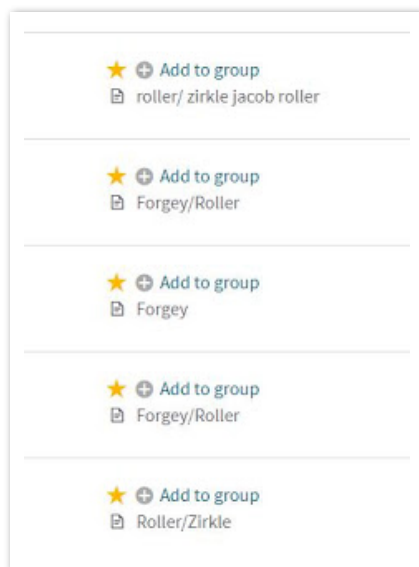 Add to group
roller/ zirkle jacob roller
Add to group
Forgey/Roller
Add to group
Forgey
Add to group
Forgey/Roller
Add to group
Roller/Zirkle